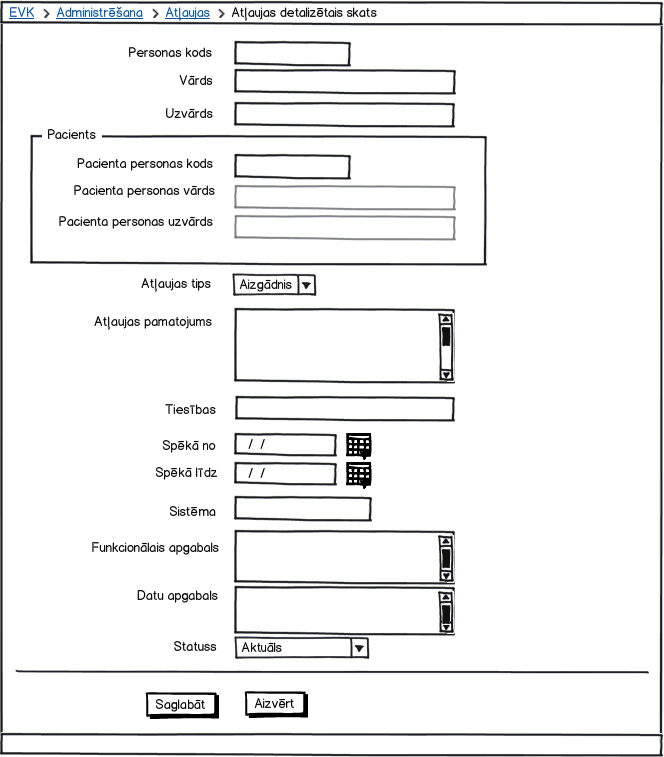 EVK > Administrēšana > Atļaujas > Atļaujas detalizētais skats
Personas kods
Vārds
Uzvārds
Pacients
Pacienta personas kods
Pacienta personas vārds
Pacienta personas uzvārds
Atļaujas tips Aizgādnis
Atļaujas pamatojums
Tiesības
Spēkā no / /
Spēkā līdz / /
Sistēma
Funkcionālais apgabals
Datu apgabals
Statuss Aktuāls
Saglabāt Aizvērt